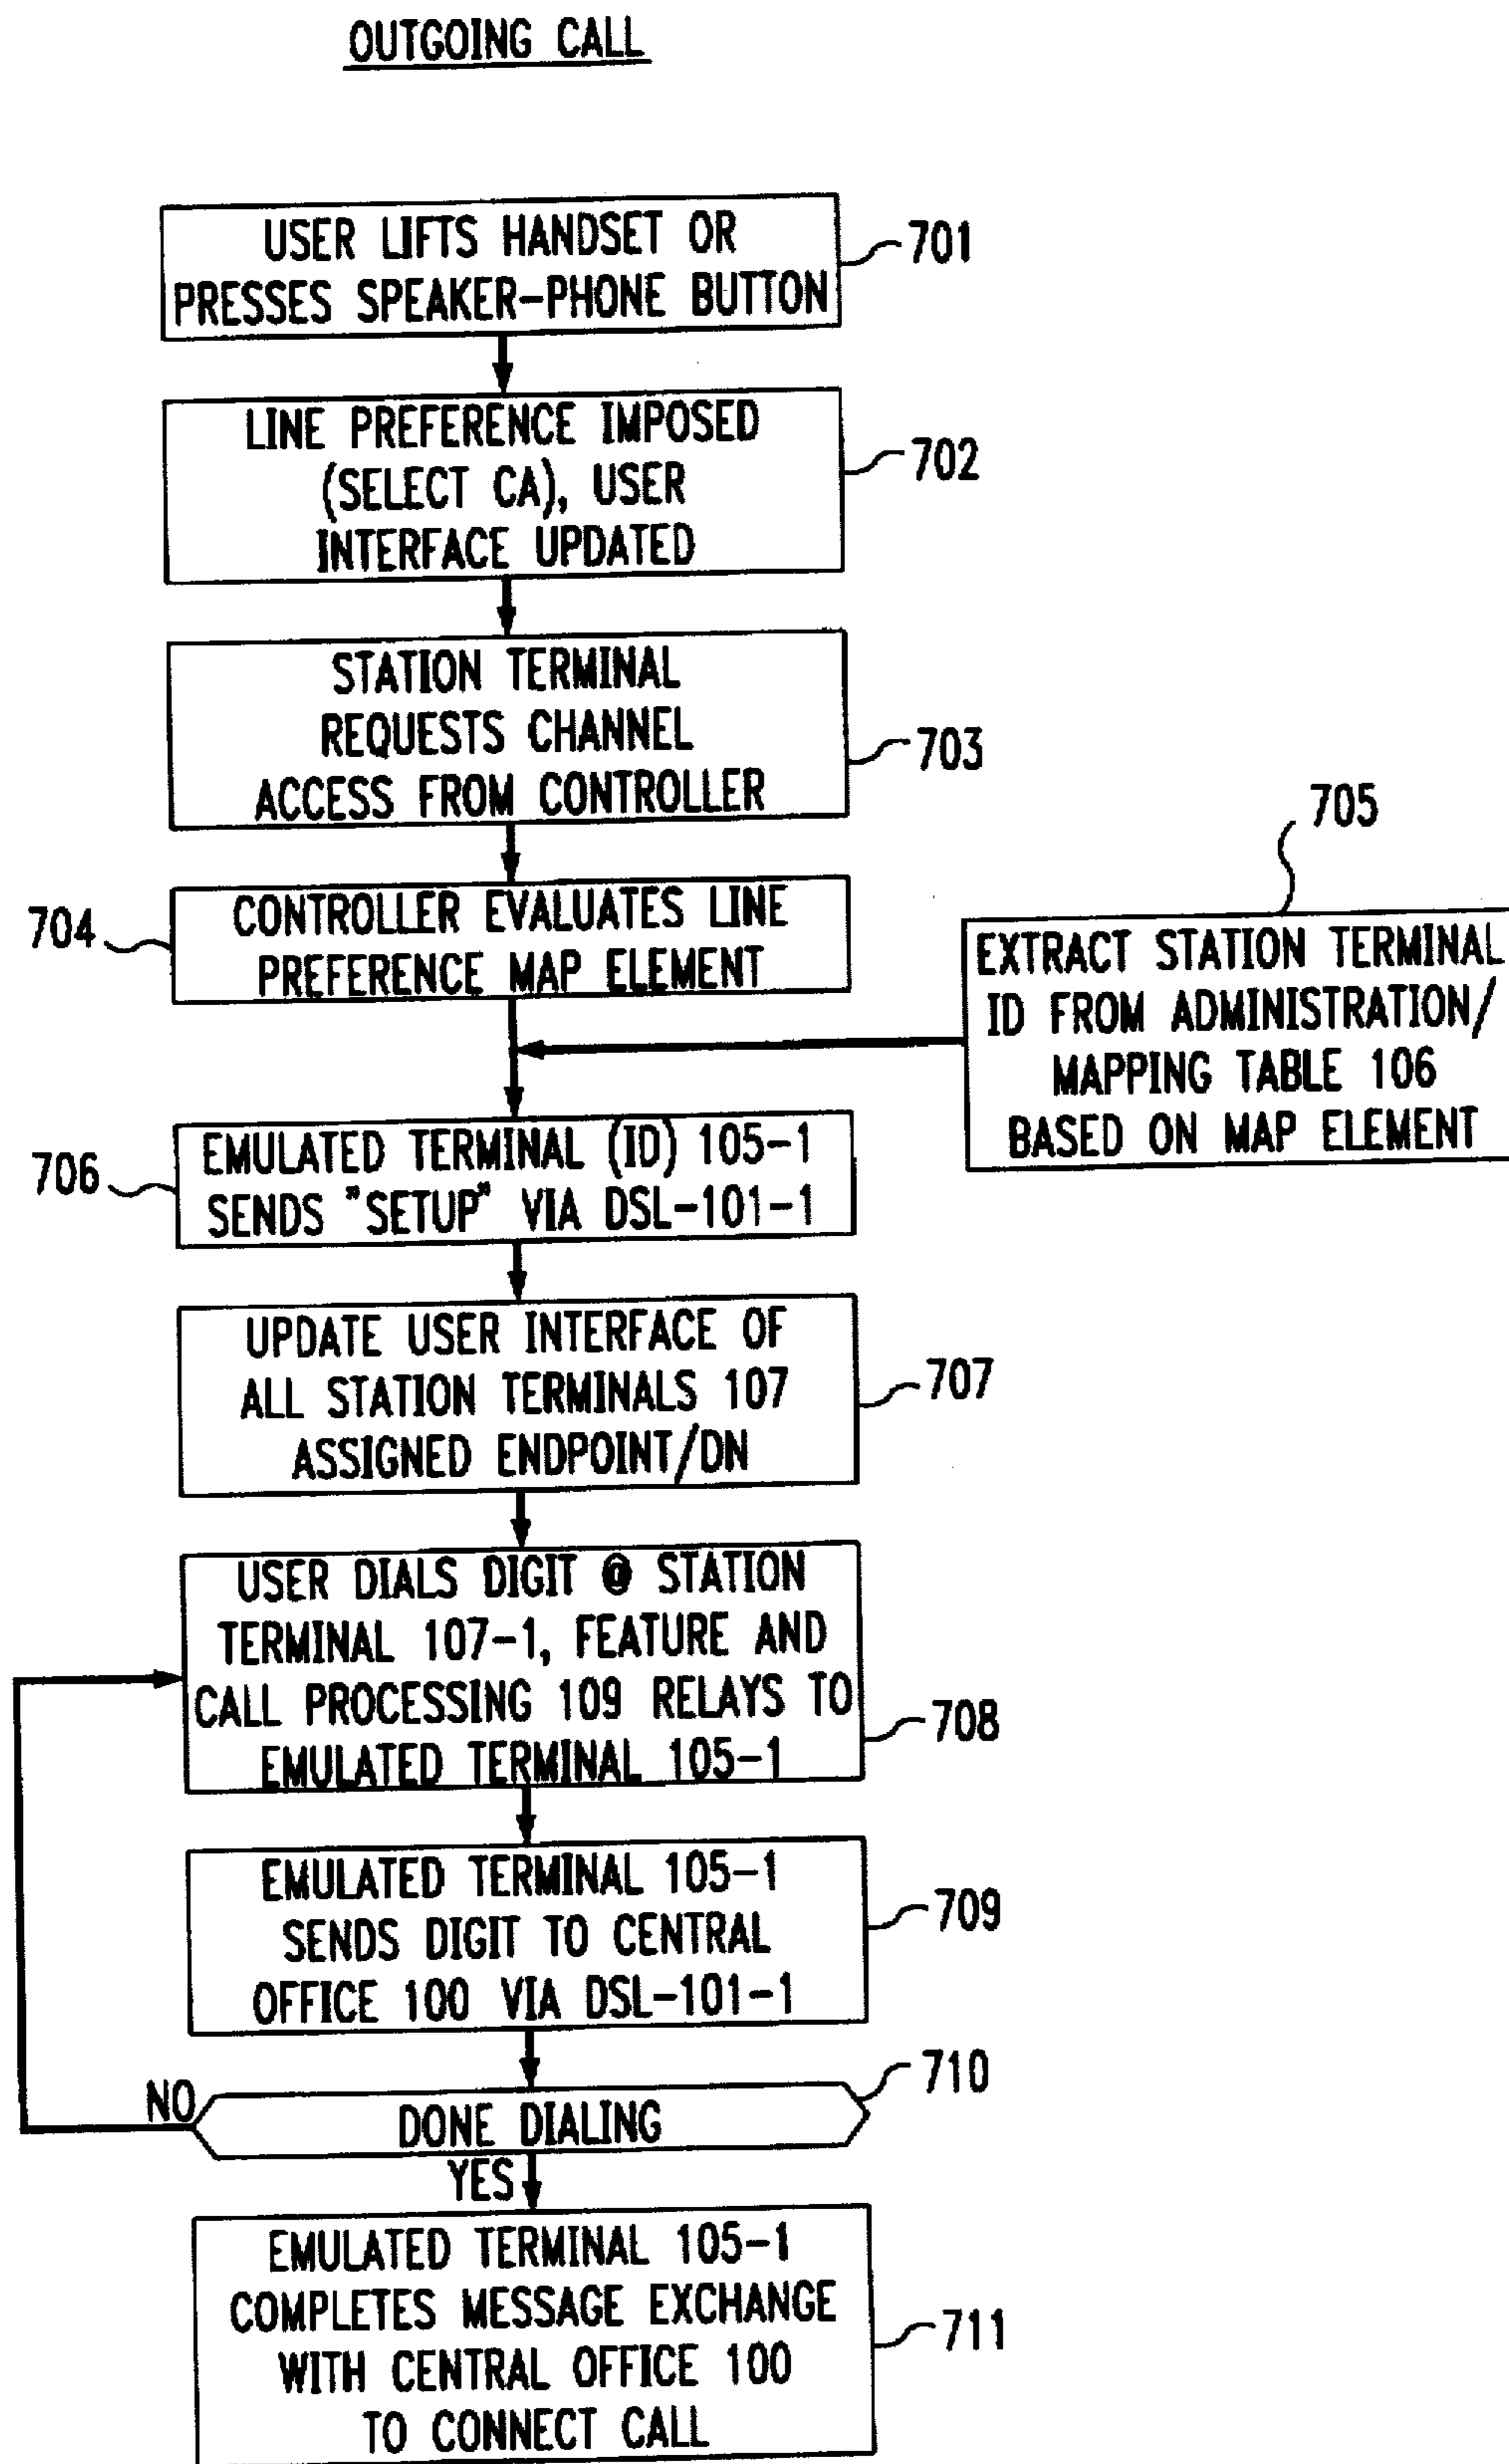 OUTGOING CALL
USER LIFTS HANDSET OR
PRESSES SPEAKER-PHONE BUTTON
701
LINE PREFERENCE IMPOSED
(SELECT CA), USER
INTERFACE UPDATED
702
STATION TERMINAL
REQUESTS CHANNEL
ACCESS FROM CONTROLLER
703
704
CONTROLLER EVALUATES LINE
PREFERENCE MAP ELEMENT
705
EXTRACT STATION TERMINAL
ID FROM ADMINISTRATION/
MAPPING TABLE 106
BASED ON MAP ELEMENT
706
EMULATED TERMINAL (ID) 105-1
SENDS "SETUP" VIA DSL-101-1
UPDATE USER INTERFACE OF
ALL STATION TERMINALS 107
ASSIGNED ENDPOINT/DN
707
USER DIALS DIGIT @ STATION
TERMINAL 107-1, FEATURE AND
CALL PROCESSING 109 RELAYS TO
EMULATED TERMINAL 105-1
708
EMULATED TERMINAL 105-1
SENDS DIGIT TO CENTRAL
OFFICE 100 VIA DSL-101-1
709
NO
DONE DIALING
710
YES
EMULATED TERMINAL 105-1
COMPLETES MESSAGE EXCHANGE
WITH CENTRAL OFFICE 100
TO CONNECT CALL
711